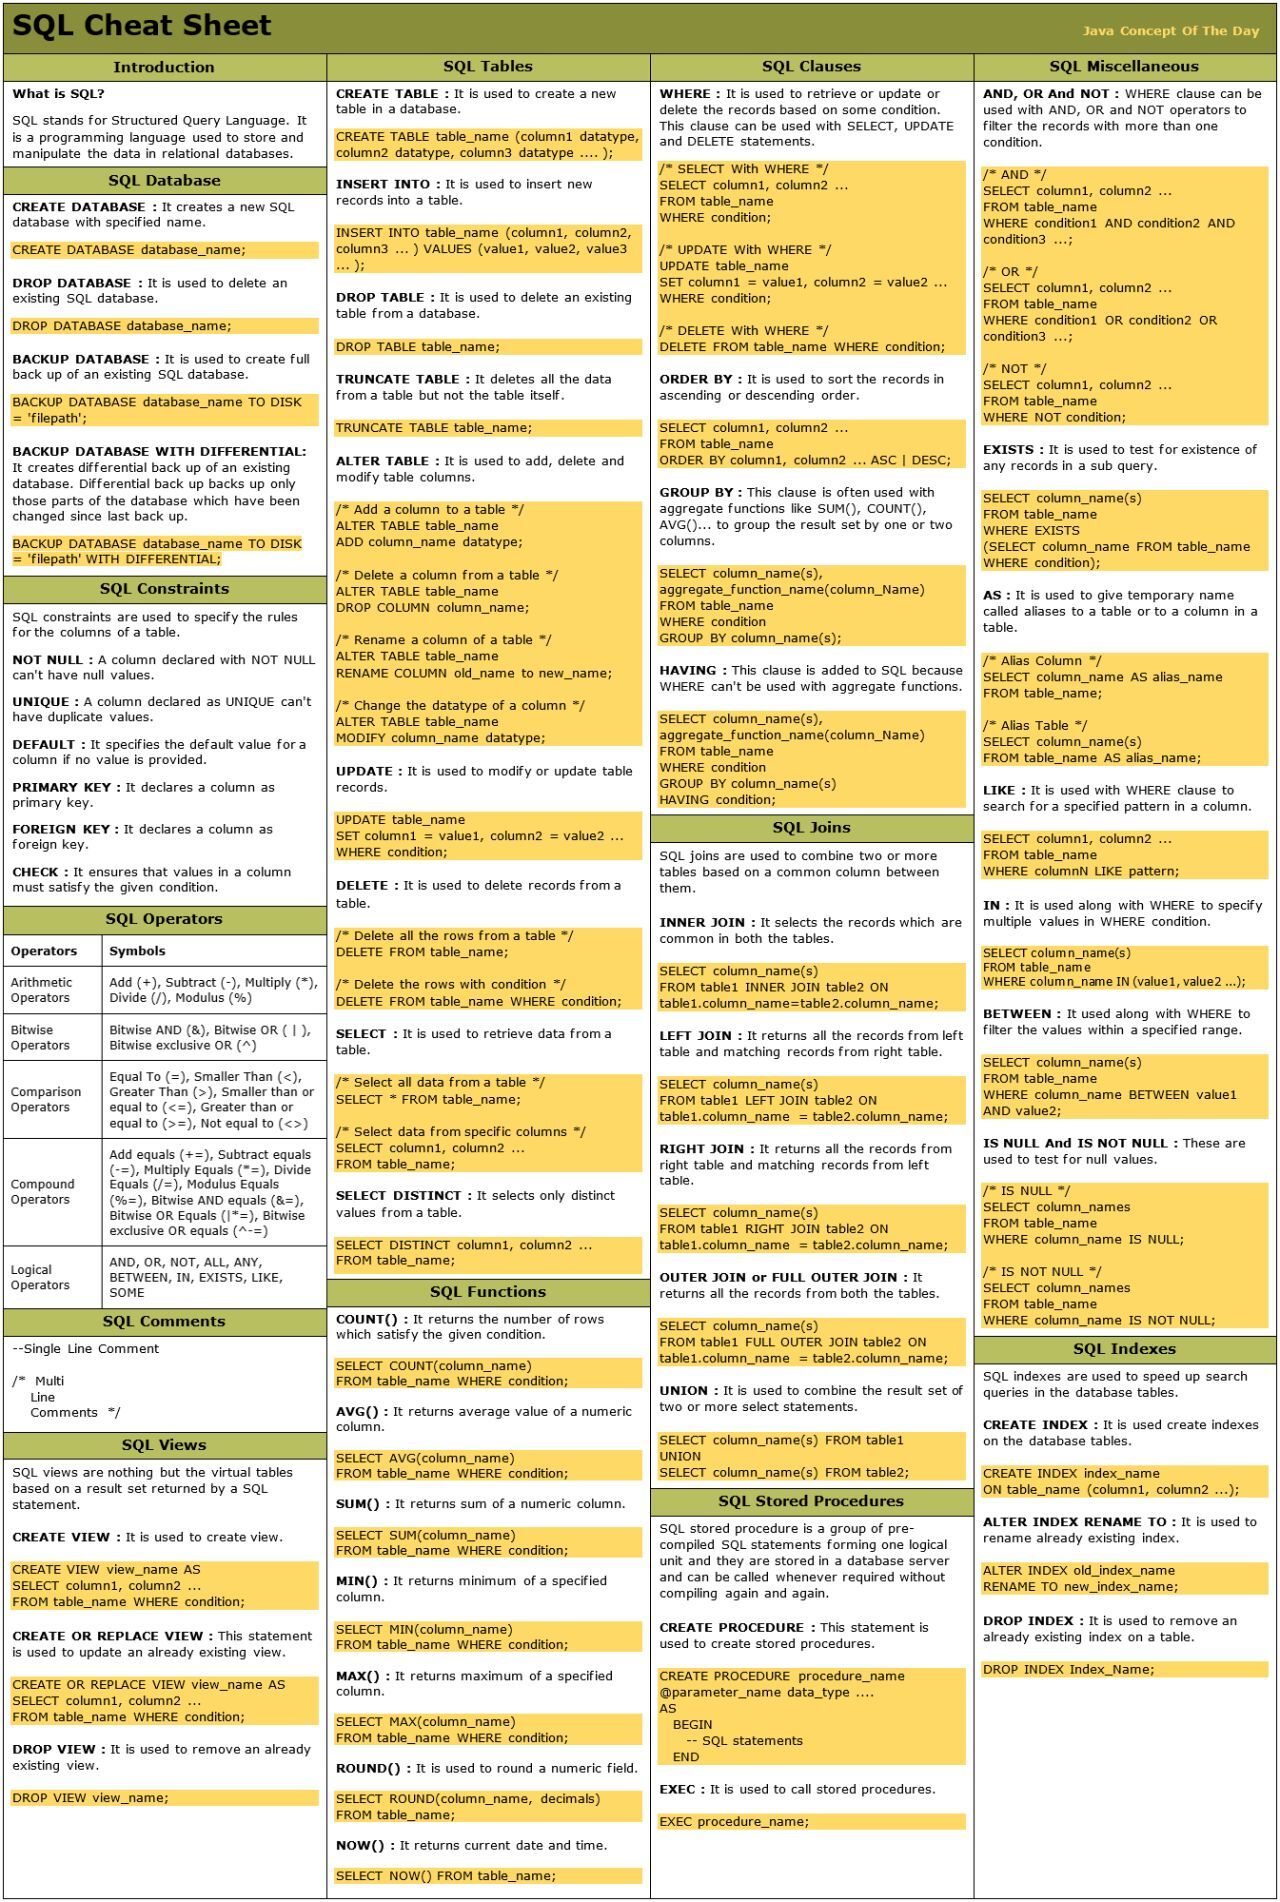 SQL Cheat Sheet
Java Concept Of The Day
Introduction
What is SQL?
SQL stands for Structured Query Language. It
is a programming language used to store and
manipulate the data in relational databases.
SQL Database
CREATE DATABASE : It creates a new SQL
database with specified name.
CREATE DATABASE database_name;
DROP DATABASE : It is used to delete an
existing SQL database.
DROP DATABASE database_name;
BACKUP DATABASE : It is used to create full
back up of an existing SQL database.
BACKUP DATABASE database_name TO DISK
= 'filepath';
BACKUP DATABASE WITH DIFFERENTIAL:
It creates differential back up of an existing
database. Differential back up backs up only
those parts of the database which have been
changed since last back up.
BACKUP DATABASE database_name TO DISK
= 'filepath' WITH DIFFERENTIAL;
SQL Constraints
SQL constraints are used to specify the rules
for the columns of a table.
NOT NULL : A column declared with NOT NULL
can't have null values.
UNIQUE : A column declared as UNIQUE can't
have duplicate values.
DEFAULT : It specifies the default value for a
column if no value is provided.
PRIMARY KEY : It declares a column as
primary key.
FOREIGN KEY : It declares a column as
foreign key.
CHECK : It ensures that values in a column
must satisfy the given condition.
SQL Operators
Operators Symbols
Arithmetic
Operators
Add (+), Subtract (-), Multiply (*),
Divide (/), Modulus (%)
Bitwise
Operators
Bitwise AND (&), Bitwise OR ( | ),
Bitwise exclusive OR (^)
Comparison
Operators
Equal To (=), Smaller Than (<),
Greater Than (>), Smaller than or
equal to (<=), Greater than or
equal to (>=), Not equal to (<>)
Compound
Operators
Add equals (+=), Subtract equals
(-=), Multiply Equals (*=), Divide
Equals (/=), Modulus Equals
(%=), Bitwise AND equals (&=),
Bitwise OR Equals (|*=), Bitwise
exclusive OR equals (^-=)
Logical
Operators
AND, OR, NOT, ALL, ANY,
BETWEEN, IN, EXISTS, LIKE,
SOME
SQL Comments
--Single Line Comment
/* Multi
Line
Comments */
SQL Views
SQL views are nothing but the virtual tables
based on a result set returned by a SQL
statement.
CREATE VIEW : It is used to create view.
CREATE VIEW view_name AS
SELECT column1, column2 ...
FROM table_name WHERE condition;
CREATE OR REPLACE VIEW : This statement
is used to update an already existing view.
CREATE OR REPLACE VIEW view_name AS
SELECT column1, column2 ...
FROM table_name WHERE condition;
DROP VIEW : It is used to remove an already
existing view.
DROP VIEW view_name;
SQL Tables
CREATE TABLE : It is used to create a new
table in a database.
CREATE TABLE table_name (column1 datatype,
column2 datatype, column3 datatype .... );
INSERT INTO : It is used to insert new
records into a table.
INSERT INTO table_name (column1, column2,
column3 ... ) VALUES (value1, value2, value3
... );
DROP TABLE : It is used to delete an existing
table from a database.
DROP TABLE table_name;
TRUNCATE TABLE : It deletes all the data
from a table but not the table itself.
TRUNCATE TABLE table_name;
ALTER TABLE : It is used to add, delete and
modify table columns.
/* Add a column to a table */
ALTER TABLE table_name
ADD column_name datatype;
/* Delete a column from a table */
ALTER TABLE table_name
DROP COLUMN column_name;
/* Rename a column of a table */
ALTER TABLE table_name
RENAME COLUMN old_name to new_name;
/* Change the datatype of a column */
ALTER TABLE table_name
MODIFY column_name datatype;
UPDATE : It is used to modify or update table
records.
UPDATE table_name
SET column1 = value1, column2 = value2 ...
WHERE condition;
DELETE : It is used to delete records from a
table.
/* Delete all the rows from a table */
DELETE FROM table_name;
/* Delete the rows with condition */
DELETE FROM table_name WHERE condition;
SELECT : It is used to retrieve data from a
table.
/* Select all data from a table */
SELECT * FROM table_name;
/* Select data from specific columns */
SELECT column1, column2 ...
FROM table_name;
SELECT DISTINCT : It selects only distinct
values from a table.
SELECT DISTINCT column1, column2 ...
FROM table_name;
SQL Functions
COUNT() : It returns the number of rows
which satisfy the given condition.
SELECT COUNT(column_name)
FROM table_name WHERE condition;
AVG() : It returns average value of a numeric
column.
SELECT AVG(column_name)
FROM table_name WHERE condition;
SUM() : It returns sum of a numeric column.
SELECT SUM(column_name)
FROM table_name WHERE condition;
MIN() : It returns minimum of a specified
column.
SELECT MIN(column_name)
FROM table_name WHERE condition;
MAX() : It returns maximum of a specified
column.
SELECT MAX(column_name)
FROM table_name WHERE condition;
ROUND() : It is used to round a numeric field.
SELECT ROUND(column_name, decimals)
FROM table_name;
NOW() : It returns current date and time.
SELECT NOW() FROM table_name;
SQL Clauses
WHERE : It is used to retrieve or update or
delete the records based on some condition.
This clause can be used with SELECT, UPDATE
and DELETE statements.
/* SELECT With WHERE */
SELECT column1, column2 ...
FROM table_name
WHERE condition;
/* UPDATE With WHERE */
UPDATE table_name
SET column1 = value1, column2 = value2 ...
WHERE condition;
/* DELETE With WHERE */
DELETE FROM table_name WHERE condition;
ORDER BY : It is used to sort the records in
ascending or descending order.
SELECT column1, column2 ...
FROM table_name
ORDER BY column1, column2 ... ASC | DESC;
GROUP BY : This clause is often used with
aggregate functions like SUM(), COUNT(),
AVG()... to group the result set by one or two
columns.
SELECT column_name(s),
aggregate_function_name(column_Name)
FROM table_name
WHERE condition
GROUP BY column_name(s);
HAVING : This clause is added to SQL because
WHERE can't be used with aggregate functions.
SELECT column_name(s),
aggregate_function_name(column_Name)
FROM table_name
WHERE condition
GROUP BY column_name(s)
HAVING condition;
SQL Joins
SQL joins are used to combine two or more
tables based on a common column between
them.
INNER JOIN : It selects the records which are
common in both the tables.
SELECT column_name(s)
FROM table1 INNER JOIN table2 ON
table1.column_name=table2.column_name;
LEFT JOIN : It returns all the records from left
table and matching records from right table.
SELECT column_name(s)
FROM table1 LEFT JOIN table2 ON
table1.column_name = table2.column_name;
RIGHT JOIN : It returns all the records from
right table and matching records from left
table.
SELECT column_name(s)
FROM table1 RIGHT JOIN table2 ON
table1.column_name = table2.column_name;
OUTER JOIN or FULL OUTER JOIN : It
returns all the records from both the tables.
SELECT column_name(s)
FROM table1 FULL OUTER JOIN table2 ON
table1.column_name = table2.column_name;
UNION : It is used to combine the result set of
two or more select statements.
SELECT column_name(s) FROM table1
UNION
SELECT column_name(s) FROM table2;
SQL Stored Procedures
SQL stored procedure is a group of pre-
compiled SQL statements forming one logical
unit and they are stored in a database server
and can be called whenever required without
compiling again and again.
CREATE PROCEDURE : This statement is
used to create stored procedures.
CREATE PROCEDURE procedure_name
@parameter_name data_type ....
AS
BEGIN
-- SQL statements
END
EXEC : It is used to call stored procedures.
EXEC procedure_name;
SQL Miscellaneous
AND, OR And NOT : WHERE clause can be
used with AND, OR and NOT operators to
filter the records with more than one
condition.
/* AND */
SELECT column1, column2 ...
FROM table_name
WHERE condition1 AND condition2 AND
condition3 ...;
/* OR */
SELECT column1, column2 ...
FROM table_name
WHERE condition1 OR condition2 OR
condition3 ...;
/* NOT */
SELECT column1, column2 ...
FROM table_name
WHERE NOT condition;
EXISTS : It is used to test for existence of
any records in a sub query.
SELECT column_name(s)
FROM table_name
WHERE EXISTS
(SELECT column_name FROM table_name
WHERE condition);
AS : It is used to give temporary name
called aliases to a table or to a column in a
table.
/* Alias Column */
SELECT column_name AS alias_name
FROM table_name;
/* Alias Table */
SELECT column_name(s)
FROM table_name AS alias_name;
LIKE : It is used with WHERE clause to
search for a specified pattern in a column.
SELECT column1, column2 ...
FROM table_name
WHERE columnN LIKE pattern;
IN : It is used along with WHERE to specify
multiple values in WHERE condition.
SELECT column_name(s)
FROM table_name
WHERE column_name IN (value1, value2 ...);
BETWEEN : It used along with WHERE to
filter the values within a specified range.
SELECT column_name(s)
FROM table_name
WHERE column_name BETWEEN value1
AND value2;
IS NULL And IS NOT NULL : These are
used to test for null values.
/* IS NULL */
SELECT column_names
FROM table_name
WHERE column_name IS NULL;
/* IS NOT NULL */
SELECT column_names
FROM table_name
WHERE column_name IS NOT NULL;
SQL Indexes
SQL indexes are used to speed up search
queries in the database tables.
CREATE INDEX : It is used create indexes
on the database tables.
CREATE INDEX index_name
ON table_name (column1, column2 ...);
ALTER INDEX RENAME TO : It is used to
rename already existing index.
ALTER INDEX old_index_name
RENAME TO new_index_name;
DROP INDEX : It is used to remove an
already existing index on a table.
DROP INDEX Index_Name;